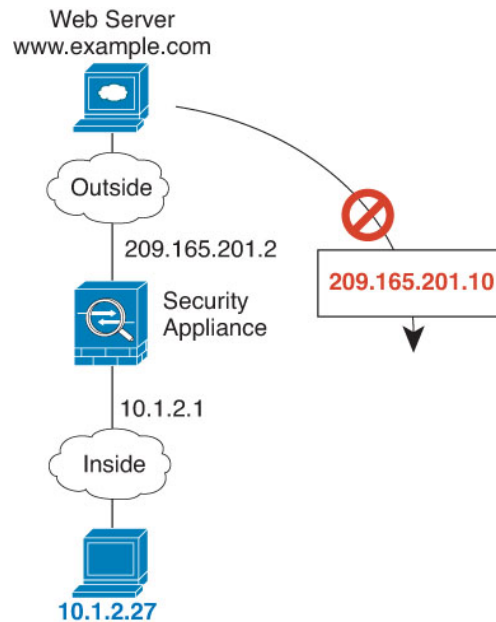 Web Server
www.example.com
Outside
209.165.201.2
209.165.201.10
Security
Appliance
10.1.2.1
Inside
10.1.2.27